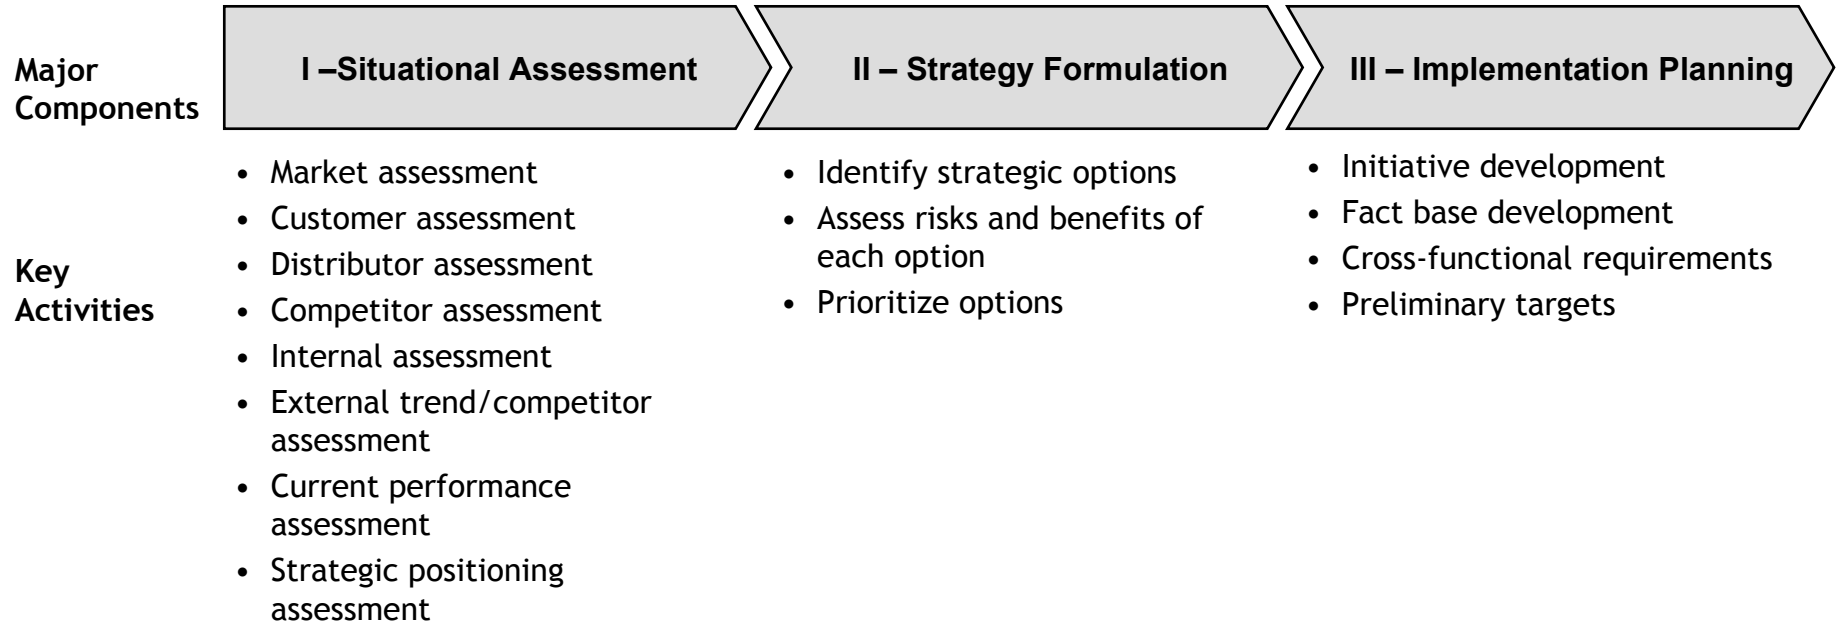 Major
Components
I –Situational Assessment
II – Strategy Formulation
III – Implementation Planning
Key
Activities
• Market assessment
• Customer assessment
• Distributor assessment
• Competitor assessment
• Internal assessment
• External trend/competitor
assessment
• Current performance
assessment
• Strategic positioning
assessment
• Identify strategic options
• Assess risks and benefits of
each option
• Prioritize options
• Initiative development
• Fact base development
• Cross-functional requirements
• Preliminary targets